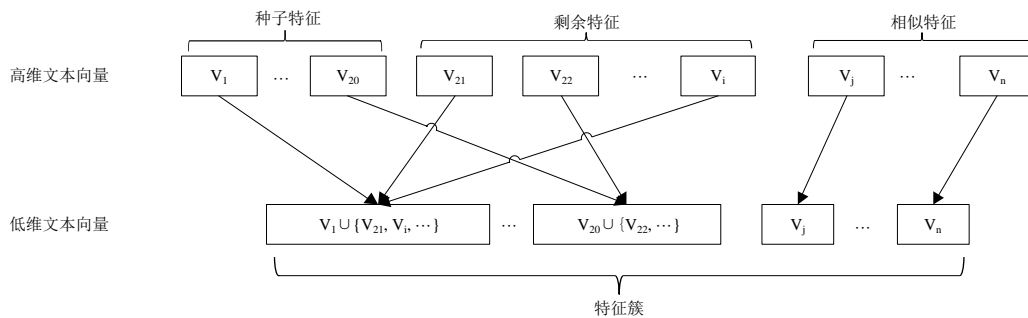 种子特征 剩余特征 相似特征
高维文本向量 V₁ ··· V₂₀ V₂₁ V₂₂ ··· Vᵢ Vⱼ ··· Vₙ
低维文本向量 V₁∪{V₂₁, Vᵢ, ···} ··· V₂₀∪{V₂₂, ···} Vⱼ ··· Vₙ
特征簇